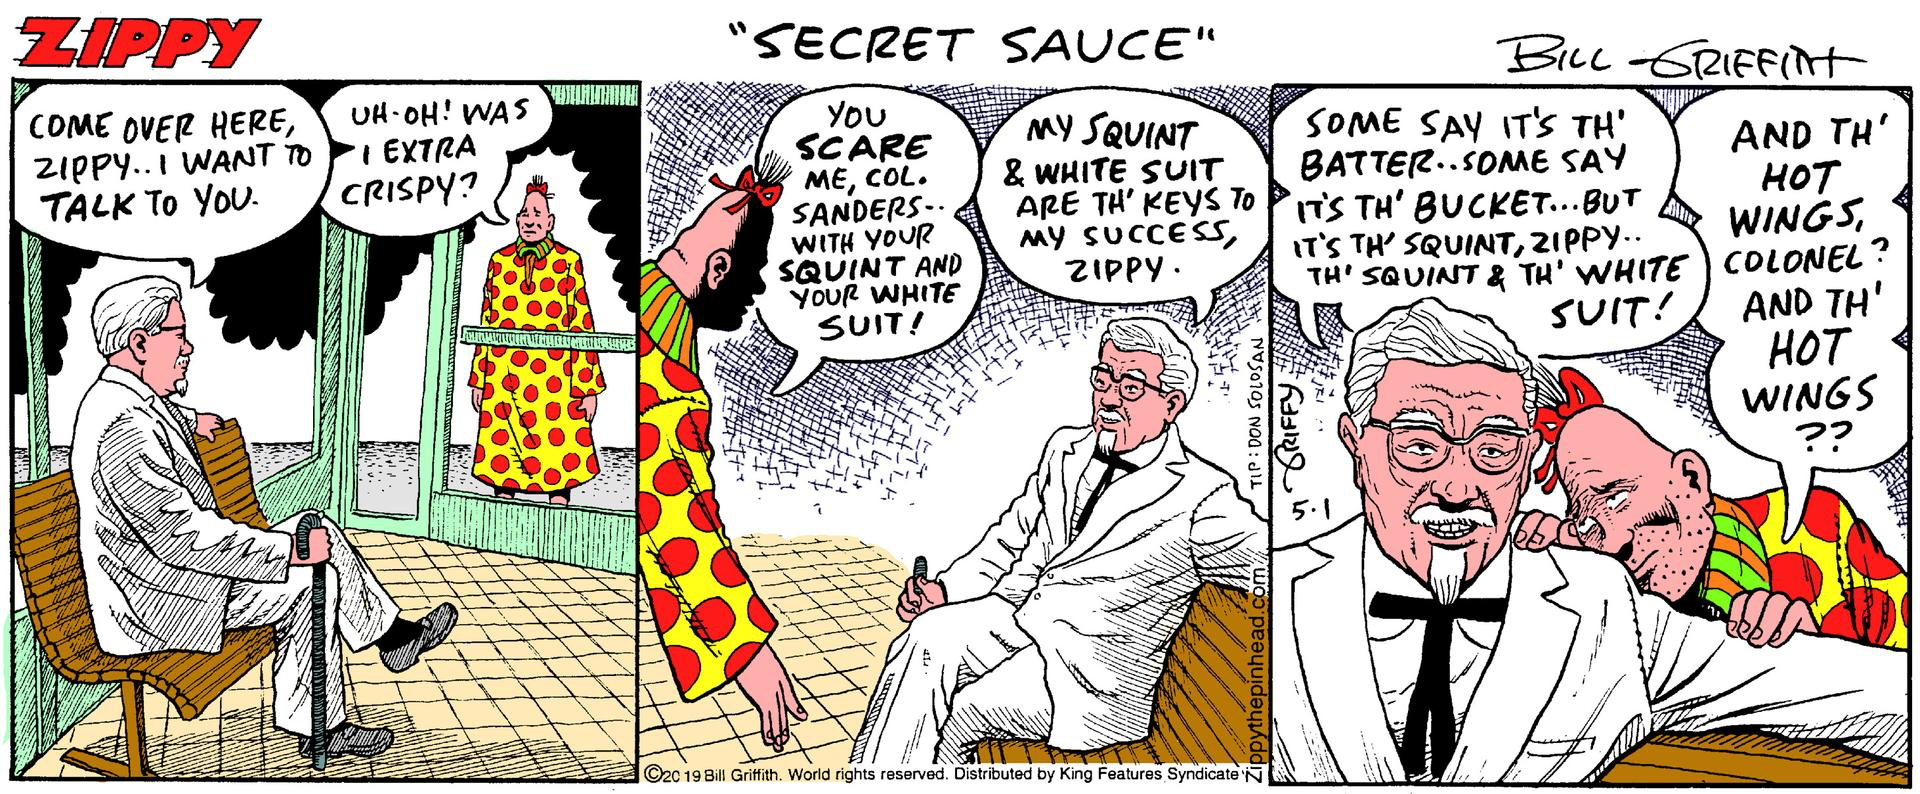 ZIPPY
"SECRET SAUCE"
BILL GRIFFITH
COME OVER HERE,
ZIPPY.. I WANT TO
TALK TO YOU.
UH-OH! WAS
I EXTRA
CRISPY?
YOU
SCARE
ME, COL.
SANDERS--
WITH YOUR
SQUINT AND
YOUR WHITE
SUIT!
MY SQUINT
& WHITE SUIT
ARE TH' KEYS TO
MY SUCCESS,
ZIPPY.
©2019 Bill Griffith. World rights reserved. Distributed by King Features Syndicate
Zippythepinhead.com
TIP: DON SOLOSAN
SOME SAY IT'S TH'
BATTER..SOME SAY
IT'S TH' BUCKET...BUT
IT'S TH' SQUINT, ZIPPY..
TH' SQUINT & TH' WHITE
SUIT!
AND TH'
HOT
WINGS,
COLONEL?
AND TH'
HOT
WINGS
??
GRIFFY
5-1